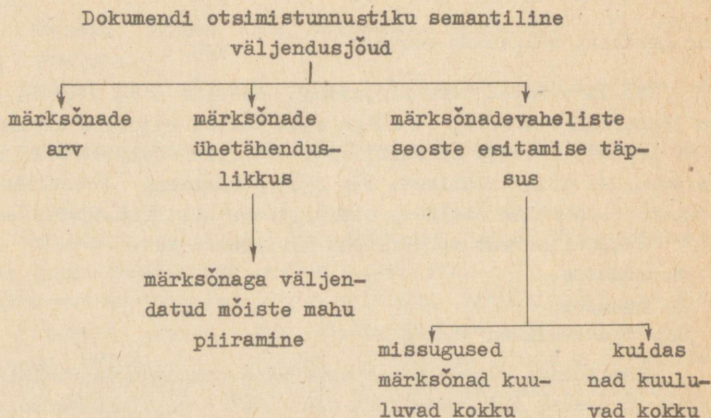 Dokumendi otsimistunnustiku semantiline
väljendusjõud
märksõnade
arv
märksõnade
ühetähendus-
likkus
märksõnadevaheliste
seoste esitamise täp-
sus
märksõnaga väljen-
datud mõiste mahu
piiramine
missugused
märksõnad kuu-
luvad kokku
kuidas
nad kuulu-
vad kokku